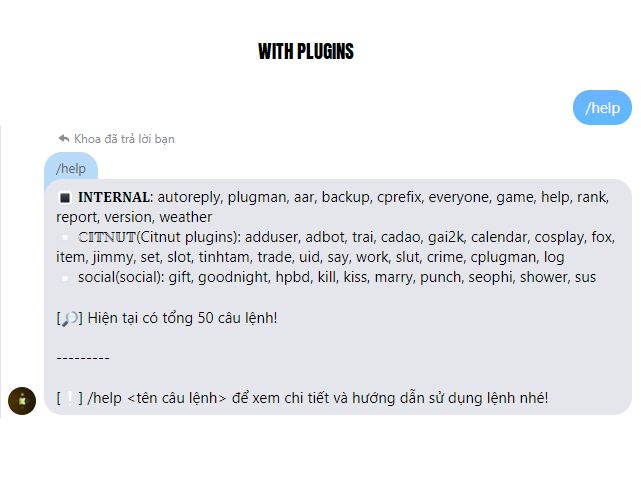 WITH PLUGINS
/help
Khoa đã trả lời bạn
/help
INTERNAL: autoreply, plugman, aar, backup, cprefix, everyone, game, help, rank,
report, version, weather
CITNUT(Citnut plugins): adduser, adbot, trai, cadao, gai2k, calendar, cosplay, fox,
item, jimmy, set, slot, tinhtam, trade, uid, say, work, slut, crime, cplugman, log
social(social): gift, goodnight, hpbd, kill, kiss, marry, punch, seophi, shower, sus
[🔎] Hiện tại có tổng 50 câu lệnh!
---------
[❕] /help <tên câu lệnh> để xem chi tiết và hướng dẫn sử dụng lệnh nhé!